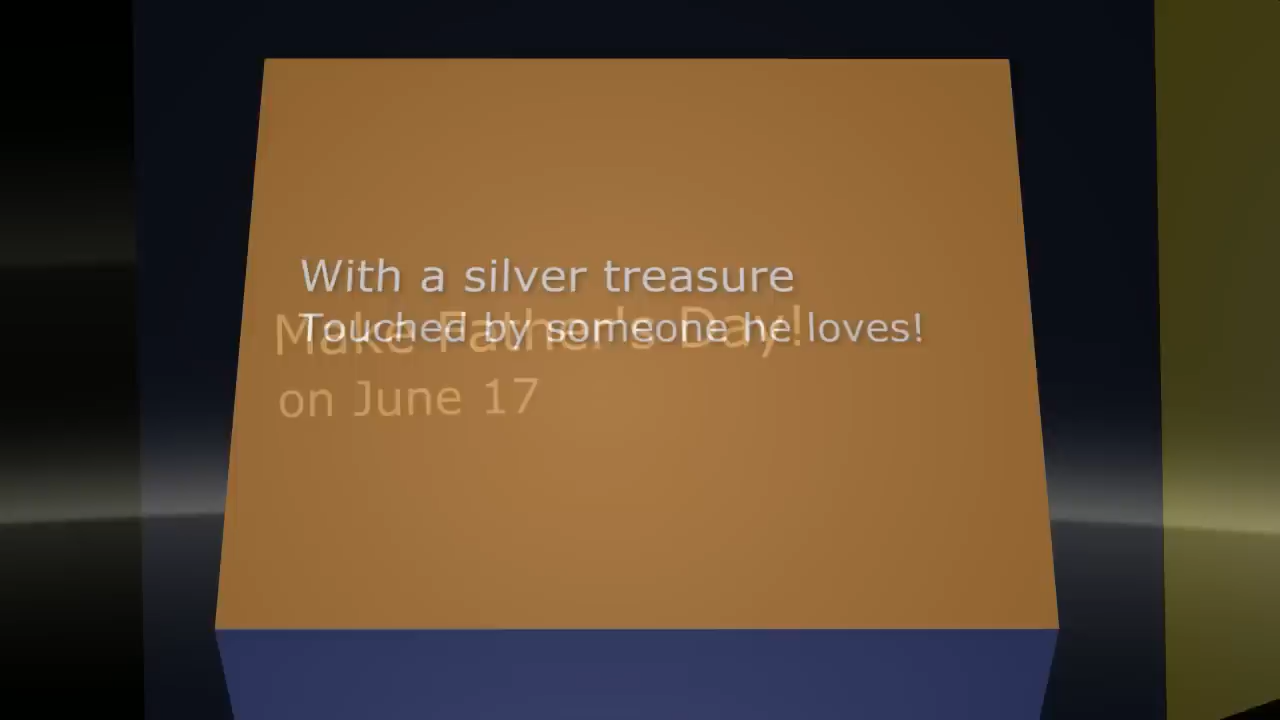 With a silver treasure
Touched by someone he loves!
Make Father's Day!
on June 17